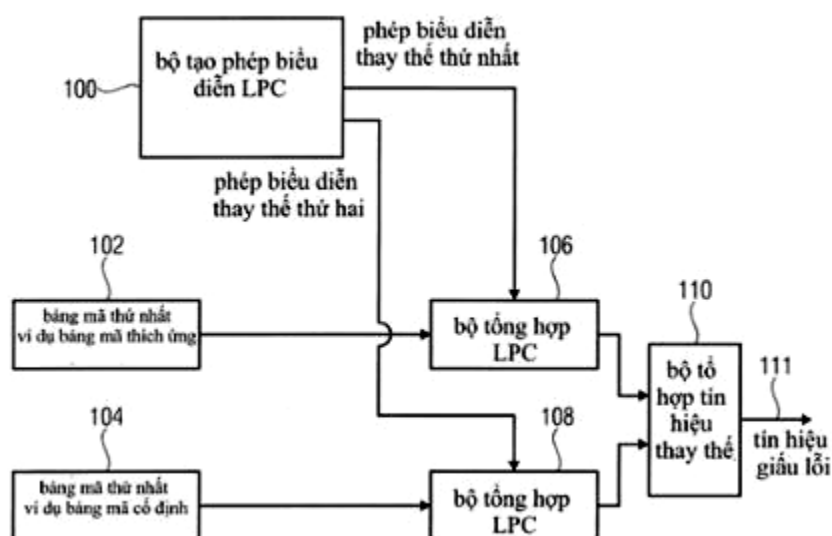 phép biểu diễn
thay thế thứ nhất
bộ tạo phép biểu
diễn LPC
100
phép biểu diễn
thay thế thứ hai
102
106
110
bảng mã thứ nhất
ví dụ bảng mã thích ứng
bộ tổng hợp
LPC
bộ tổ
hợp tín
hiệu
thay thế
111
tín hiệu
giấu lỗi
104
108
bảng mã thứ nhất
ví dụ bảng mã cố định
bộ tổng hợp
LPC